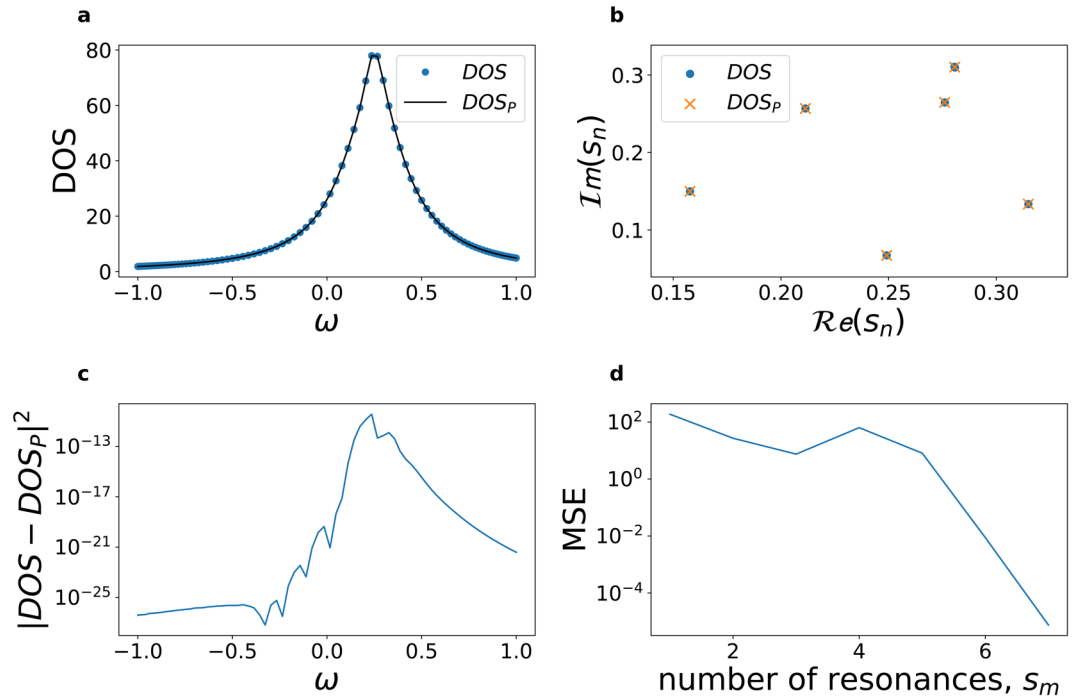 a
80
60
40
20
0
DOS
DOS
DOS_P
−1.0
−0.5
0.0
0.5
1.0
ω
b
0.3
0.2
0.1
ℐm(s_n)
DOS
DOS_P
0.15
0.20
0.25
0.30
ℛe(s_n)
c
10^−13
10^−17
10^−21
10^−25
|DOS − DOS_P|^2
−1.0
−0.5
0.0
0.5
1.0
ω
d
10^2
10^0
10^−2
10^−4
MSE
2
4
6
number of resonances, s_m